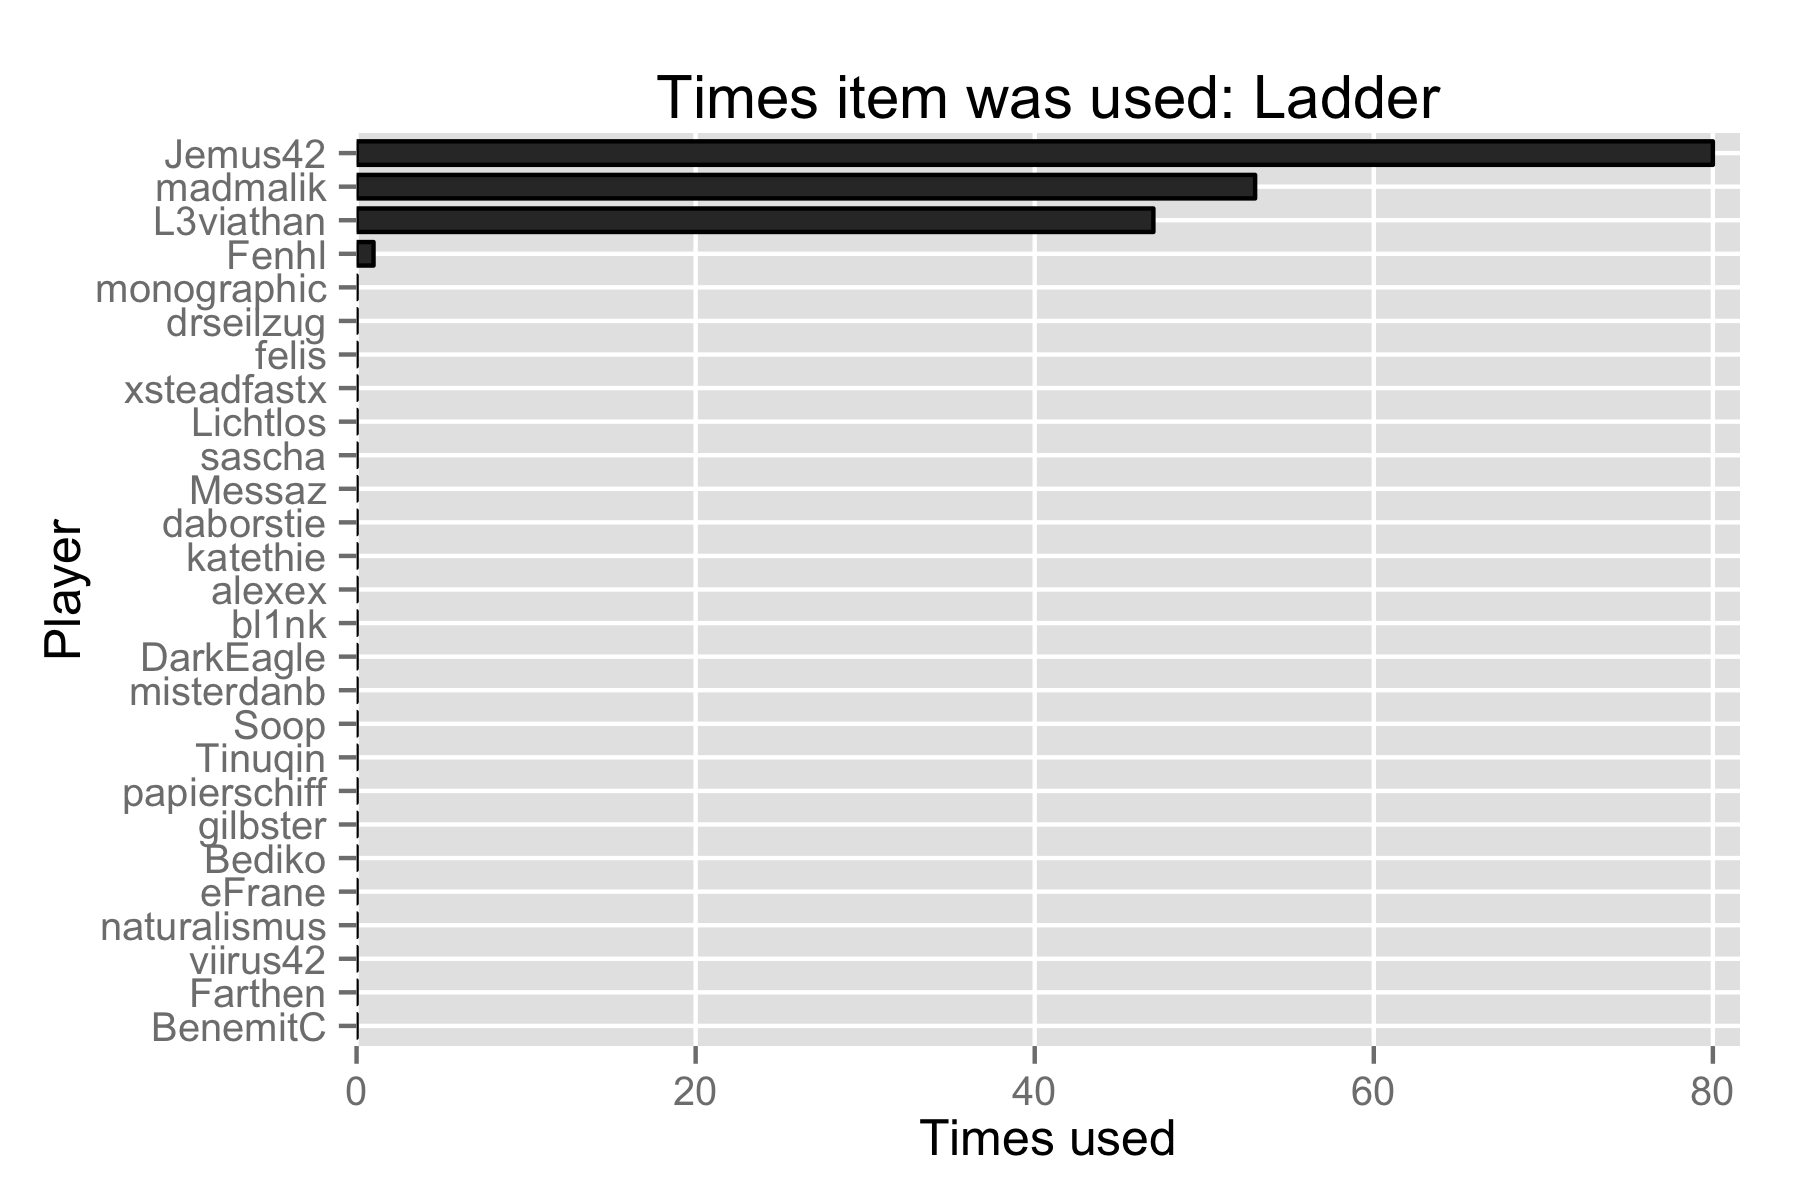 Times item was used: Ladder
Jemus42
madmalik
L3viathan
Fenhl
monographic
drseilzug
felis
xsteadfastx
Lichtlos
sascha
Messaz
daborstie
katethie
alexex
bl1nk
DarkEagle
misterdanb
Soop
Tinuqin
papierschiff
gilbster
Bediko
eFrane
naturalismus
viirus42
Farthen
BenemitC
Player
0 20 40 60 80
Times used